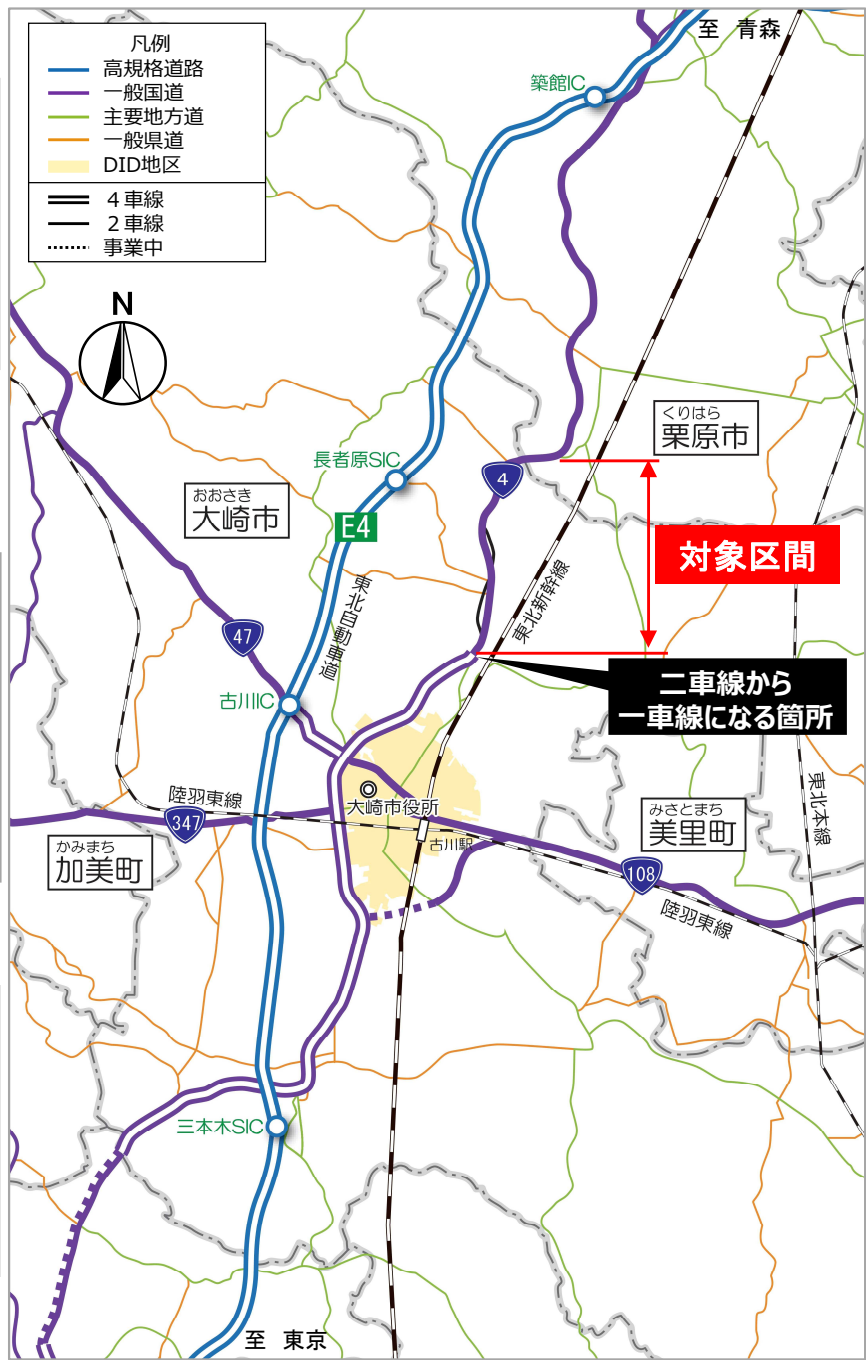 凡例
高規格道路
一般国道
主要地方道
一般県道
DID地区
4車線
2車線
事業中
至 青森
築館IC
N
くりはら
栗原市
長者原SIC
4
おおさき
大崎市
E4
対象区間
東北新幹線
東北自動車道
47
二車線から
一車線になる箇所
古川IC
陸羽東線
大崎市役所
347
古川駅
みさとまち
美里町
東北本線
かみまち
加美町
108
陸羽東線
三本木SIC
至 東京